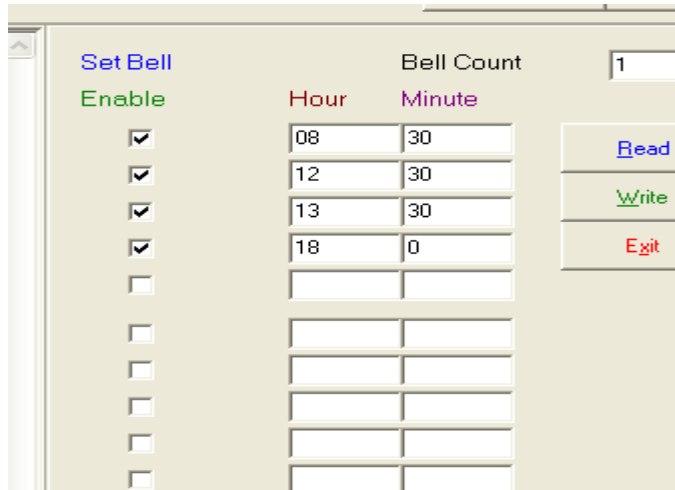 Set Bell Bell Count 1
Enable Hour Minute
08 30 Read
12 30
Write
13 30
18 0 Exit